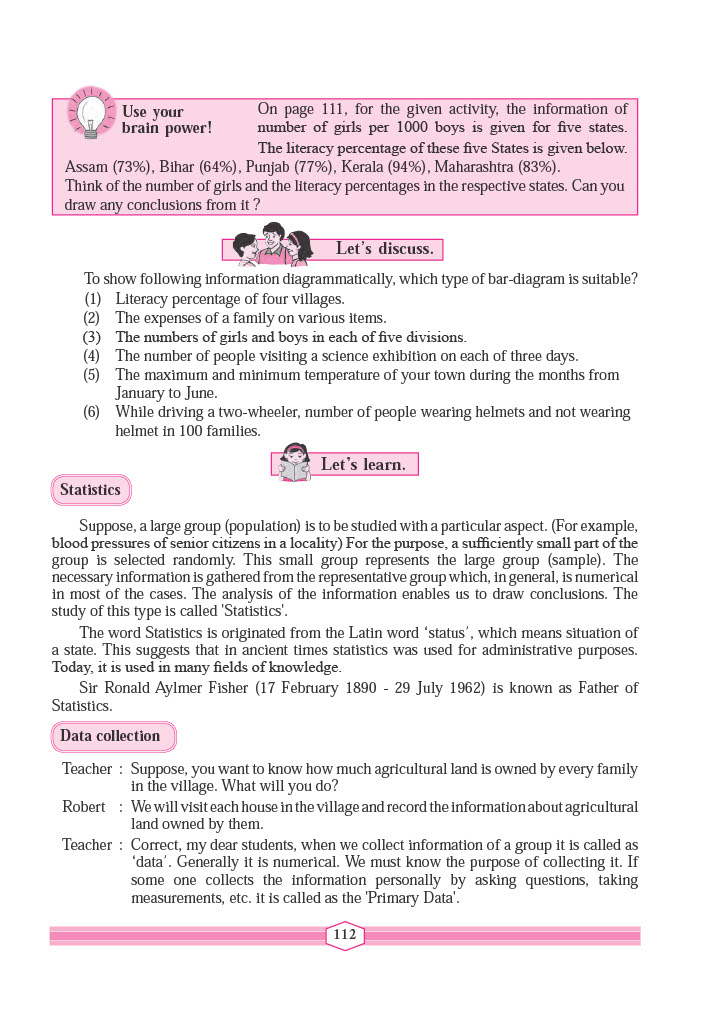 Use your
brain power!
On page 111, for the given activity, the information of
number of girls per 1000 boys is given for five states.
The literacy percentage of these five States is given below.
Assam (73%), Bihar (64%), Punjab (77%), Kerala (94%), Maharashtra (83%).
Think of the number of girls and the literacy percentages in the respective states. Can you
draw any conclusions from it ?
Let's discuss.
To show following information diagrammatically, which type of bar-diagram is suitable?
(1) Literacy percentage of four villages.
(2) The expenses of a family on various items.
(3) The numbers of girls and boys in each of five divisions.
(4) The number of people visiting a science exhibition on each of three days.
(5) The maximum and minimum temperature of your town during the months from
January to June.
(6) While driving a two-wheeler, number of people wearing helmets and not wearing
helmet in 100 families.
Let's learn.
Statistics
Suppose, a large group (population) is to be studied with a particular aspect. (For example,
blood pressures of senior citizens in a locality) For the purpose, a sufficiently small part of the
group is selected randomly. This small group represents the large group (sample). The
necessary information is gathered from the representative group which, in general, is numerical
in most of the cases. The analysis of the information enables us to draw conclusions. The
study of this type is called 'Statistics'.
The word Statistics is originated from the Latin word ‘status’, which means situation of
a state. This suggests that in ancient times statistics was used for administrative purposes.
Today, it is used in many fields of knowledge.
Sir Ronald Aylmer Fisher (17 February 1890 - 29 July 1962) is known as Father of
Statistics.
Data collection
Teacher : Suppose, you want to know how much agricultural land is owned by every family
in the village. What will you do?
Robert : We will visit each house in the village and record the information about agricultural
land owned by them.
Teacher : Correct, my dear students, when we collect information of a group it is called as
‘data’. Generally it is numerical. We must know the purpose of collecting it. If
some one collects the information personally by asking questions, taking
measurements, etc. it is called as the 'Primary Data'.
112